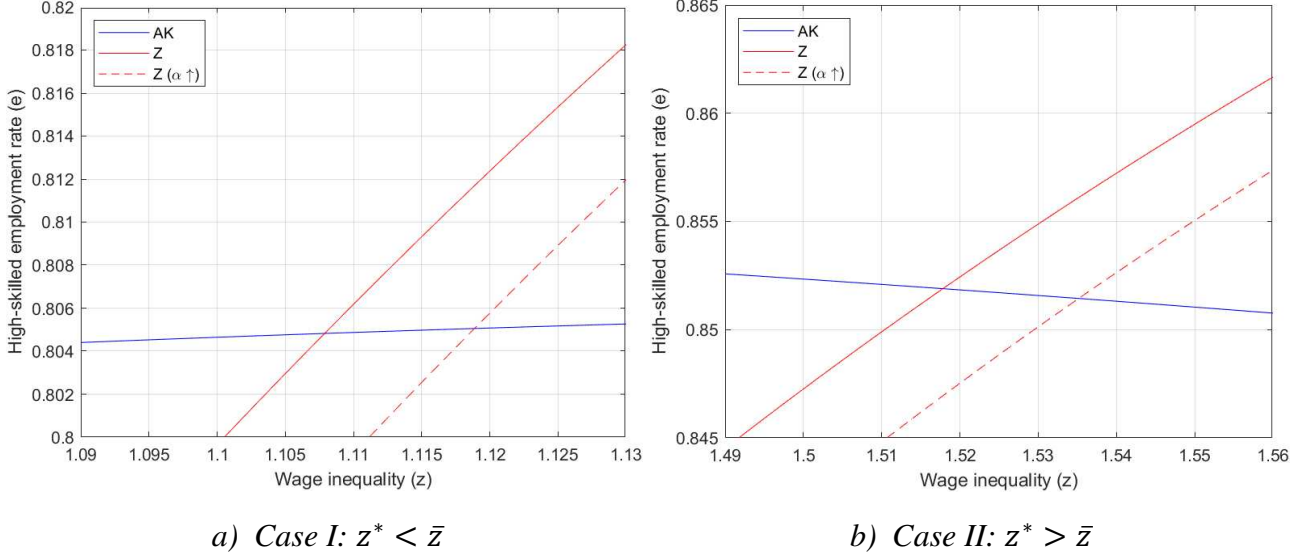 0.82
0.818
0.816
0.814
0.812
0.81
0.808
0.806
0.804
0.802
0.8
High-skilled employment rate (e)
AK
Z
Z (α ↑)
1.09 1.095 1.1 1.105 1.11 1.115 1.12 1.125 1.13
Wage inequality (z)
a) Case I: z* < z̄
0.865
0.86
0.855
0.85
0.845
High-skilled employment rate (e)
AK
Z
Z (α ↑)
1.49 1.5 1.51 1.52 1.53 1.54 1.55 1.56
Wage inequality (z)
b) Case II: z* > z̄